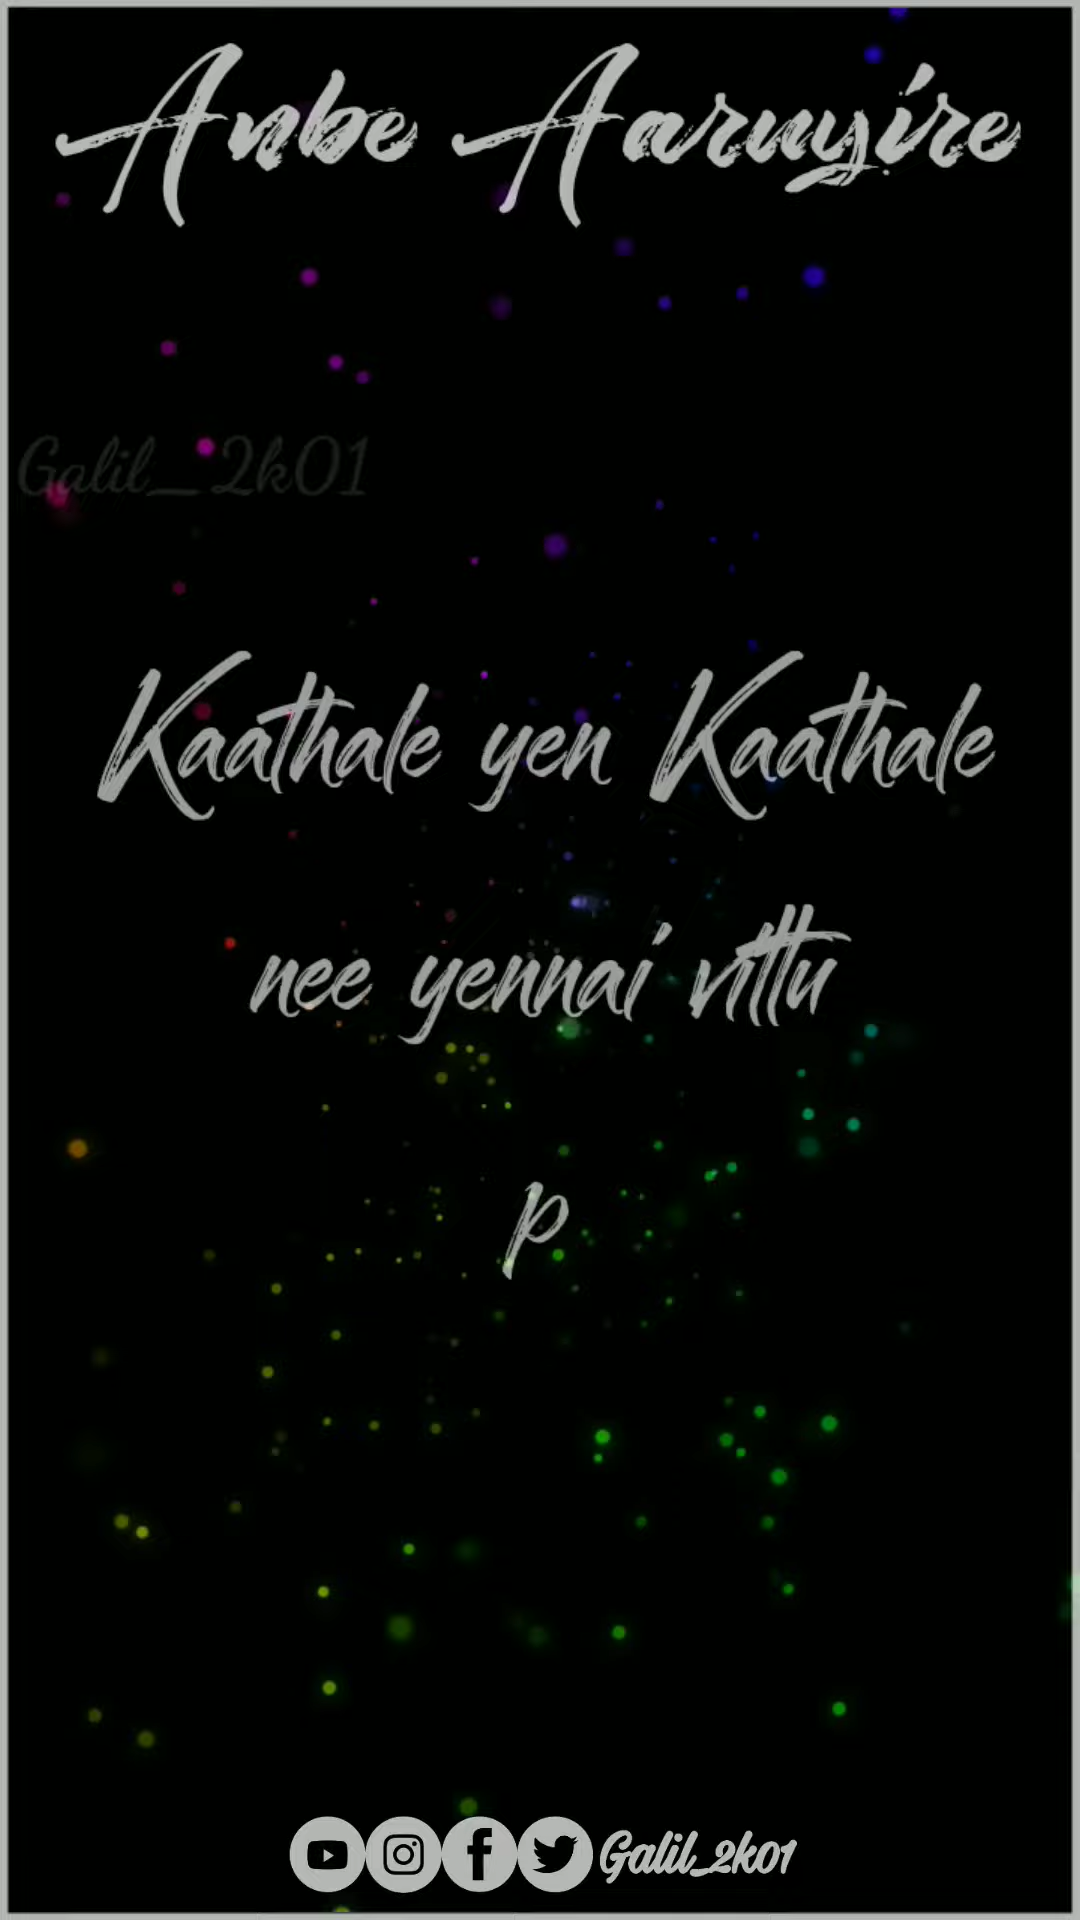 Anbe Aaruyire
Galil_2k01
Kaathale yen Kaathale
nee yennai vittu
p
Galil_2k01